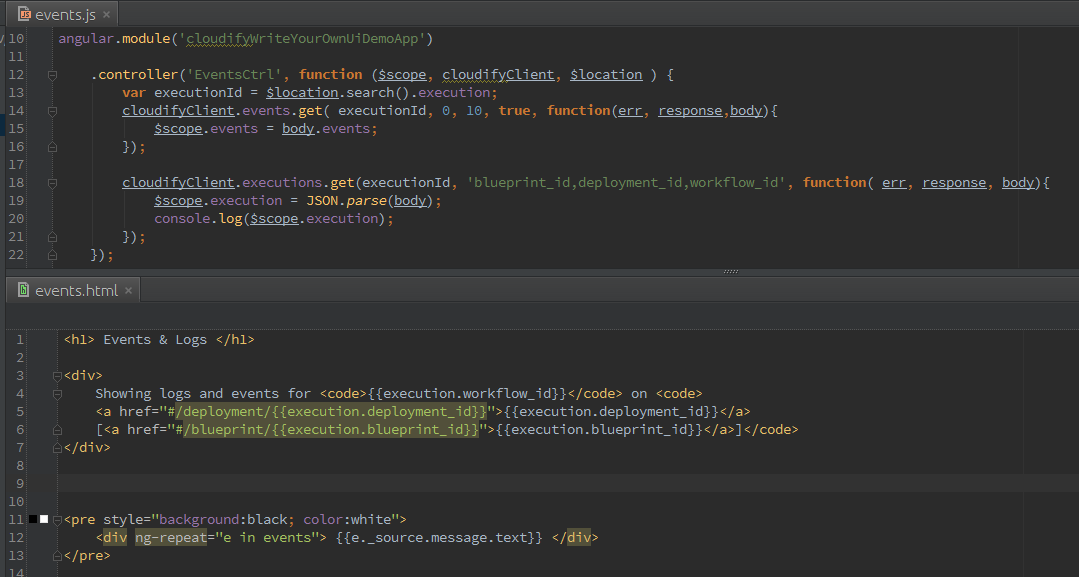 events.js ×
10 angular.module('cloudifyWriteYourOwnUiDemoApp')
11
12     .controller('EventsCtrl', function ($scope, cloudifyClient, $location ) {
13         var executionId = $location.search().execution;
14         cloudifyClient.events.get( executionId, 0, 10, true, function(err, response,body){
15             $scope.events = body.events;
16         });
17
18         cloudifyClient.executions.get(executionId, 'blueprint_id,deployment_id,workflow_id', function( err, response, body){
19             $scope.execution = JSON.parse(body);
20             console.log($scope.execution);
21         });
22     });
events.html ×
1 <h1> Events & Logs </h1>
2
3 <div>
4     Showing logs and events for <code>{{execution.workflow_id}}</code> on <code>
5     <a href="#/deployment/{{execution.deployment_id}}">{{execution.deployment_id}}</a>
6     [<a href="#/blueprint/{{execution.blueprint_id}}">{{execution.blueprint_id}}</a>]</code>
7 </div>
8
9
10
11 <pre style="background:black; color:white">
12     <div ng-repeat="e in events"> {{e._source.message.text}} </div>
13 </pre>
14